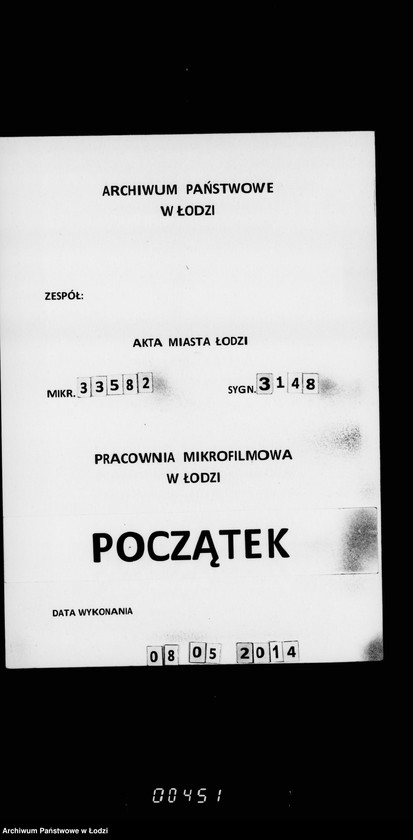 ARCHIWUM PAŃSTWOWE
W ŁODZI
ZESPÓŁ:
AKTA MIASTA ŁODZI
MIKR. 33582 SYGN. 3148
PRACOWNIA MIKROFILMOWA
W ŁODZI
POCZĄTEK
DATA WYKONANIA
08 05 2014
00451
Archiwum Państwowe w Łodzi